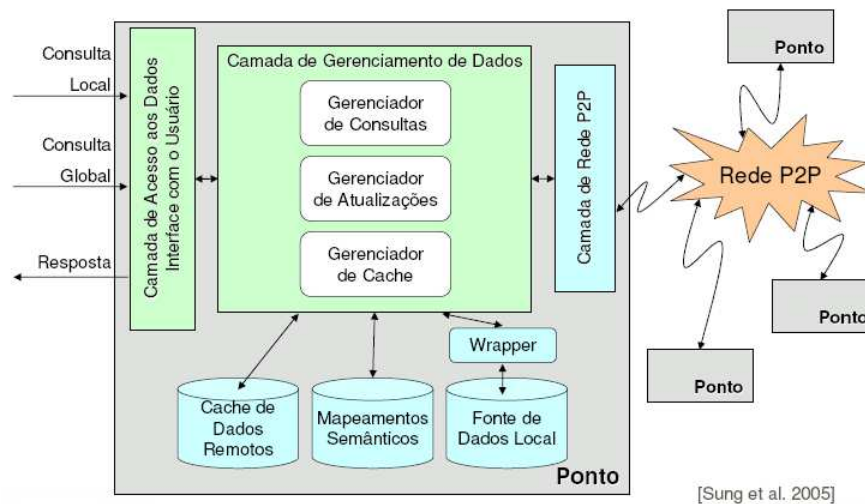 Consulta
Local
Consulta
Global
Resposta
Camada de Acesso aos Dados
Interface com o Usuário
Camada de Gerenciamento de Dados
Gerenciador
de Consultas
Gerenciador
de Atualizações
Gerenciador
de Cache
Camada de Rede P2P
Wrapper
Cache de
Dados
Remotos
Mapeamentos
Semânticos
Fonte de
Dados Local
Ponto
Ponto
Rede P2P
Ponto
Ponto
[Sung et al. 2005]